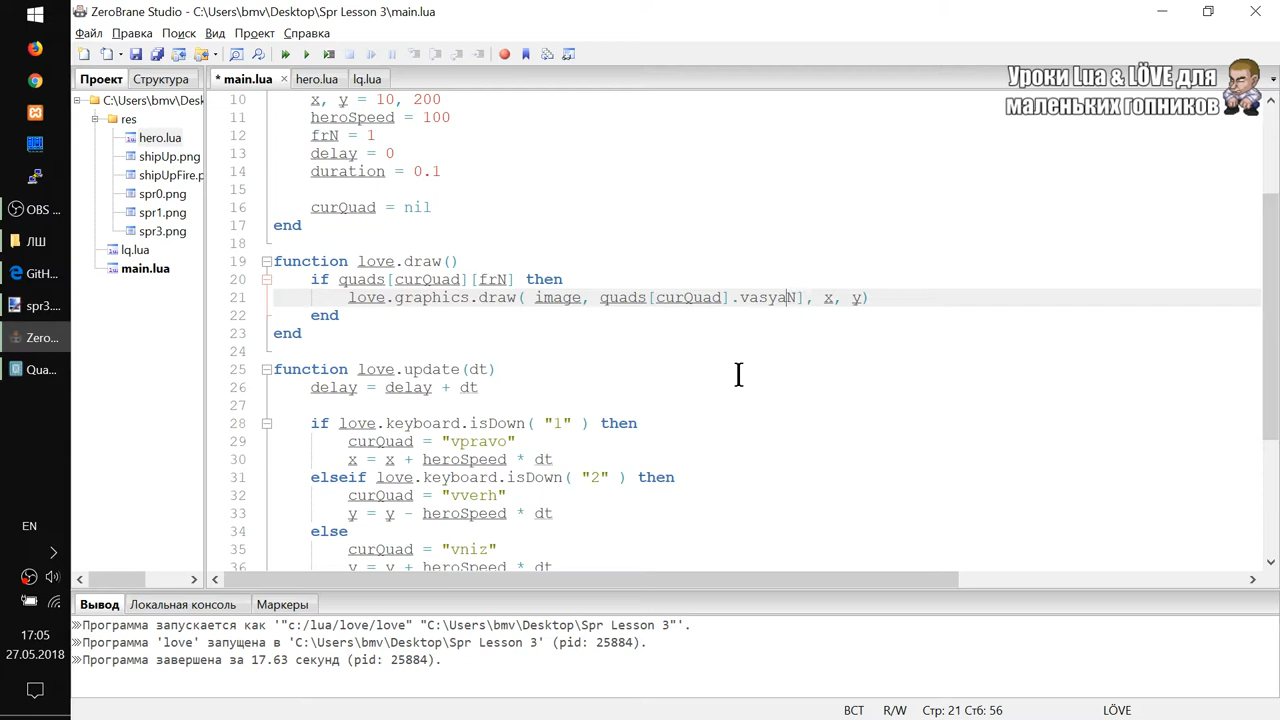 ZeroBrane Studio - C:\Users\bmv\Desktop\Spr Lesson 3\main.lua
Файл Правка Поиск Вид Проект Справка
Проект Структура
* main.lua hero.lua lq.lua
Уроки Lua & LÖVE для
маленьких гопников
C:\Users\bmv\Desk
res
hero.lua
shipUp.png
shipUpFire.p
spr0.png
spr1.png
spr3.png
lq.lua
main.lua
10 x, y = 10, 200
11 heroSpeed = 100
12 frN = 1
13 delay = 0
14 duration = 0.1
15
16 curQuad = nil
17 end
18
19 function love.draw()
20 if quads[curQuad][frN] then
21 love.graphics.draw( image, quads[curQuad].vasyaN], x, y)
22 end
23 end
24
25 function love.update(dt)
26 delay = delay + dt
27
28 if love.keyboard.isDown( "1" ) then
29 curQuad = "vpravo"
30 x = x + heroSpeed * dt
31 elseif love.keyboard.isDown( "2" ) then
32 curQuad = "vverh"
33 y = y - heroSpeed * dt
34 else
35 curQuad = "vniz"
36 y = y + heroSpeed * dt
OBS ...
ЛШ
GitH...
spr3....
Zero...
Qua...
EN
17:05
27.05.2018
Вывод Локальная консоль Маркеры
Программа запускается как '"c:/lua/love/love" "C:\Users\bmv\Desktop\Spr Lesson 3"'.
Программа 'love' запущена в 'C:\Users\bmv\Desktop\Spr Lesson 3' (pid: 25884).
Программа завершена за 17.63 секунд (pid: 25884).
ВСТ R/W Стр: 21 Стб: 56 LÖVE